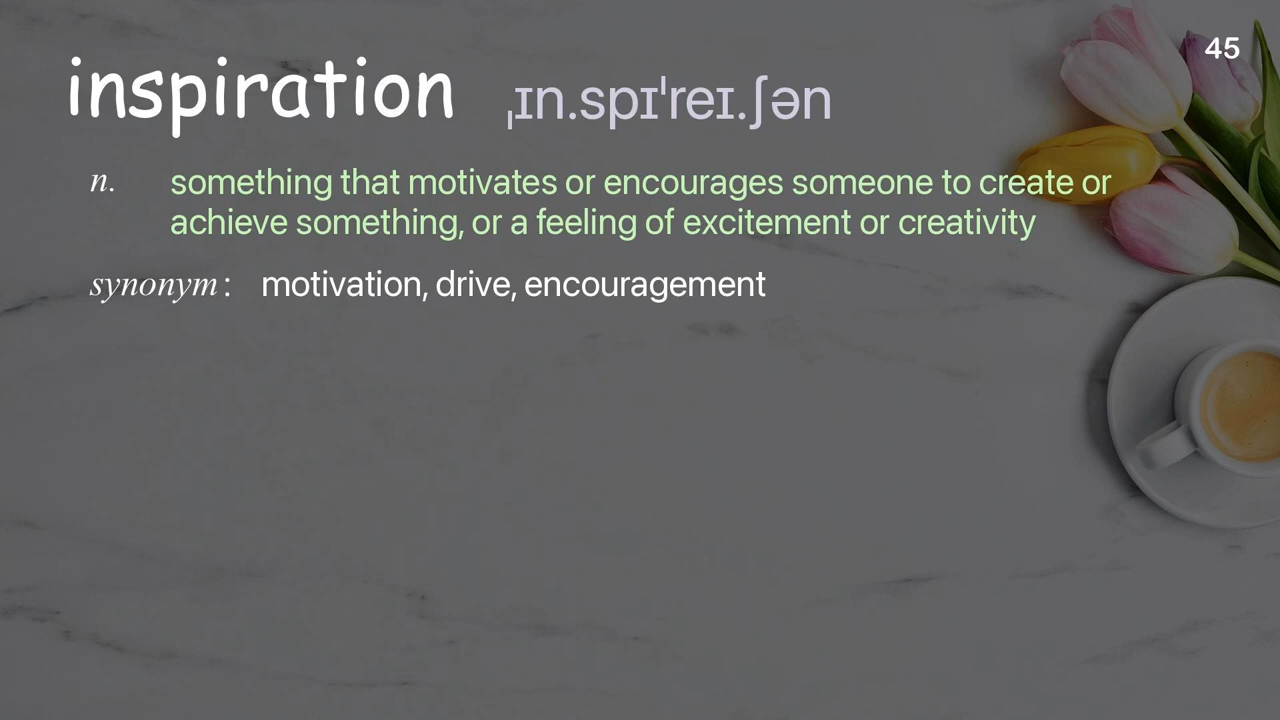 45
inspiration ˌɪn.spɪˈreɪ.ʃən
n. something that motivates or encourages someone to create or
achieve something, or a feeling of excitement or creativity
synonym : motivation, drive, encouragement